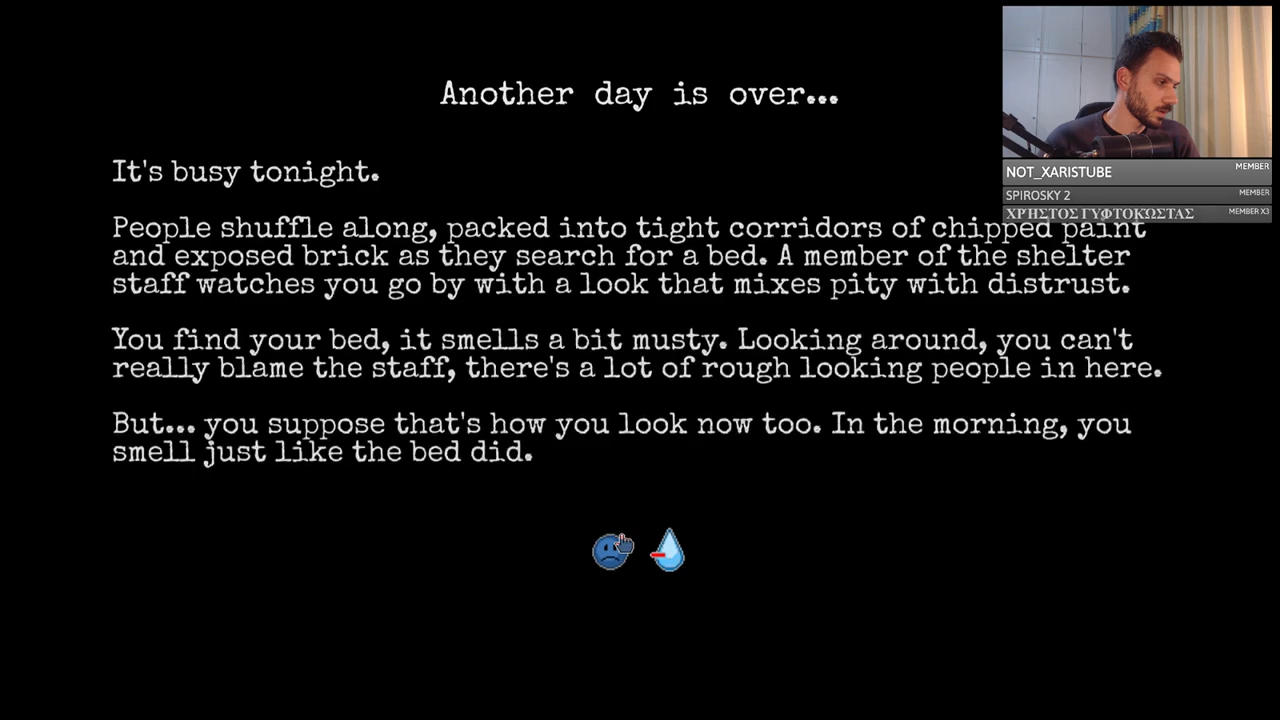 Another day is over...
It's busy tonight.
People shuffle along, packed into tight corridors of chipped paint
and exposed brick as they search for a bed. A member of the shelter
staff watches you go by with a look that mixes pity with distrust.
You find your bed, it smells a bit musty. Looking around, you can't
really blame the staff, there's a lot of rough looking people in here.
But... you suppose that's how you look now too. In the morning, you
smell just like the bed did.
NOT_XARISTUBE MEMBER
SPIROSKY 2 MEMBER
ΧΡΉΣΤΟΣ ΓΥΦΤΟΚΏΣΤΑΣ MEMBER X3